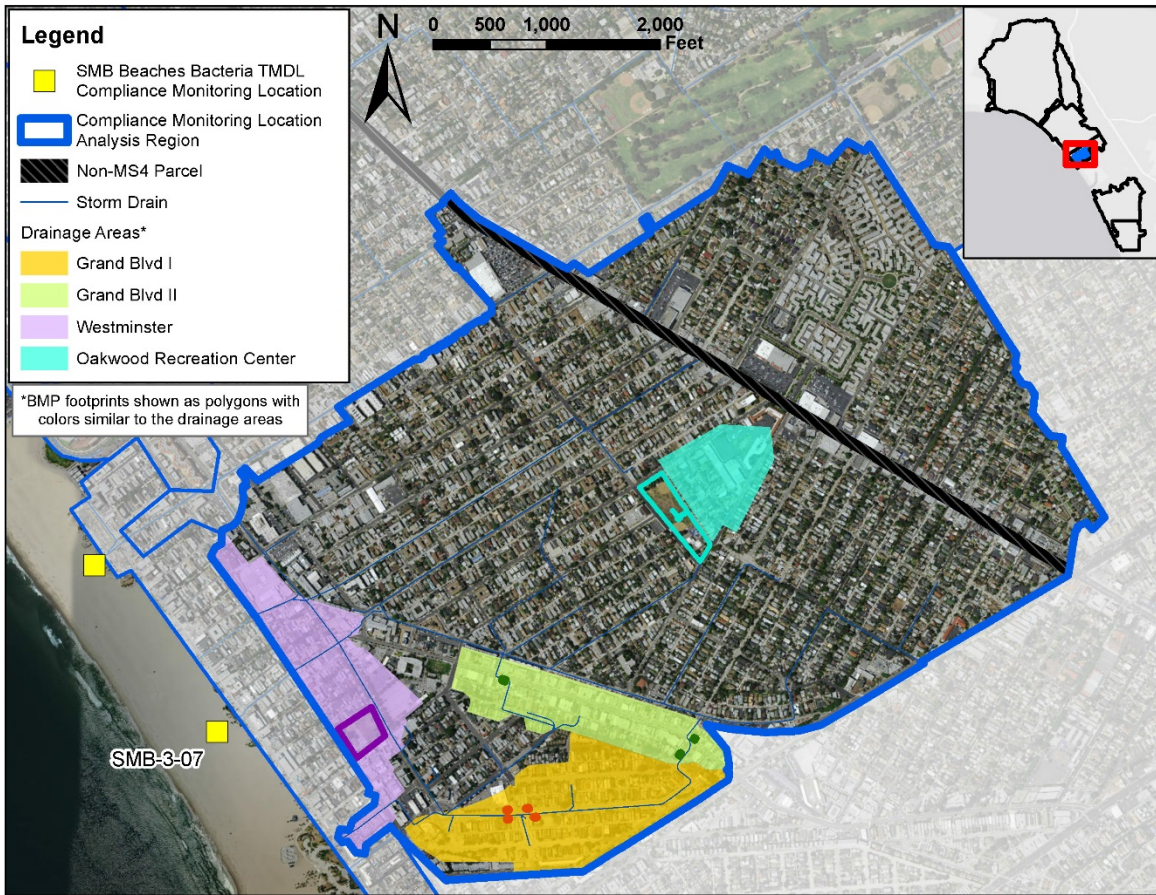 Legend
SMB Beaches Bacteria TMDL
Compliance Monitoring Location
Compliance Monitoring Location
Analysis Region
Non-MS4 Parcel
Storm Drain
Drainage Areas*
Grand Blvd I
Grand Blvd II
Westminster
Oakwood Recreation Center
*BMP footprints shown as polygons with
colors similar to the drainage areas
N
0 500 1,000 2,000
Feet
SMB-3-07